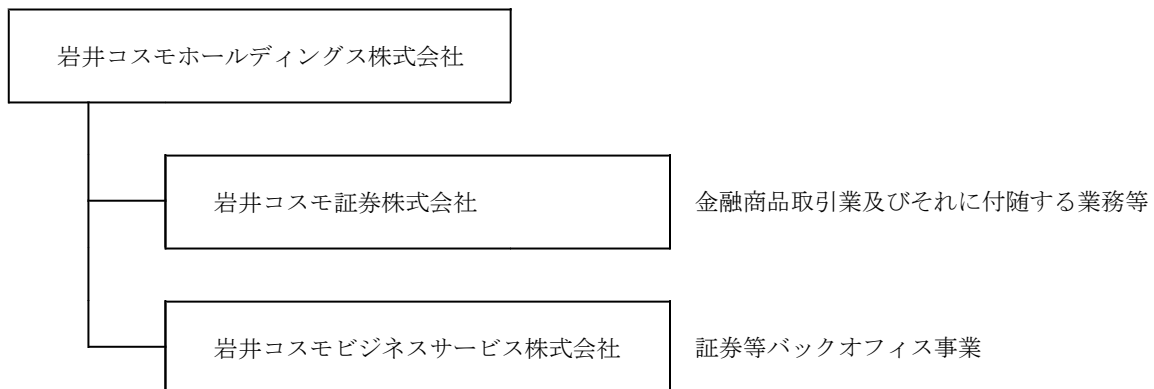 岩井コスモホールディングス株式会社
岩井コスモ証券株式会社 金融商品取引業及びそれに付随する業務等
岩井コスモビジネスサービス株式会社 証券等バックオフィス事業